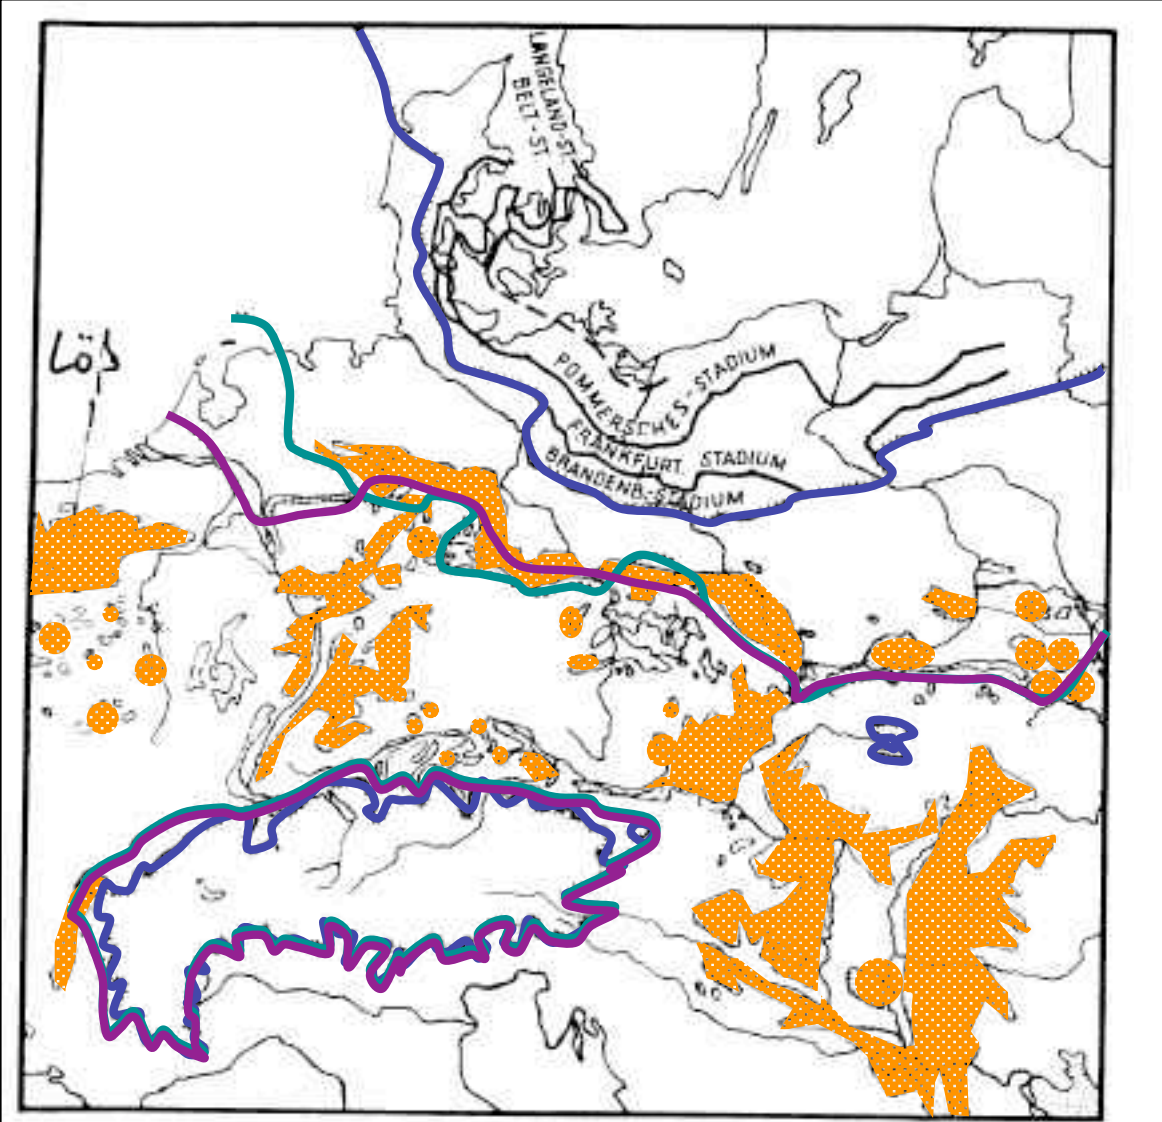 LANGELAND-ST.
BELT-ST
Löß
POMMERSCHES-STADIUM
FRANKFURT. STADIUM
BRANDENB.-STADIUM